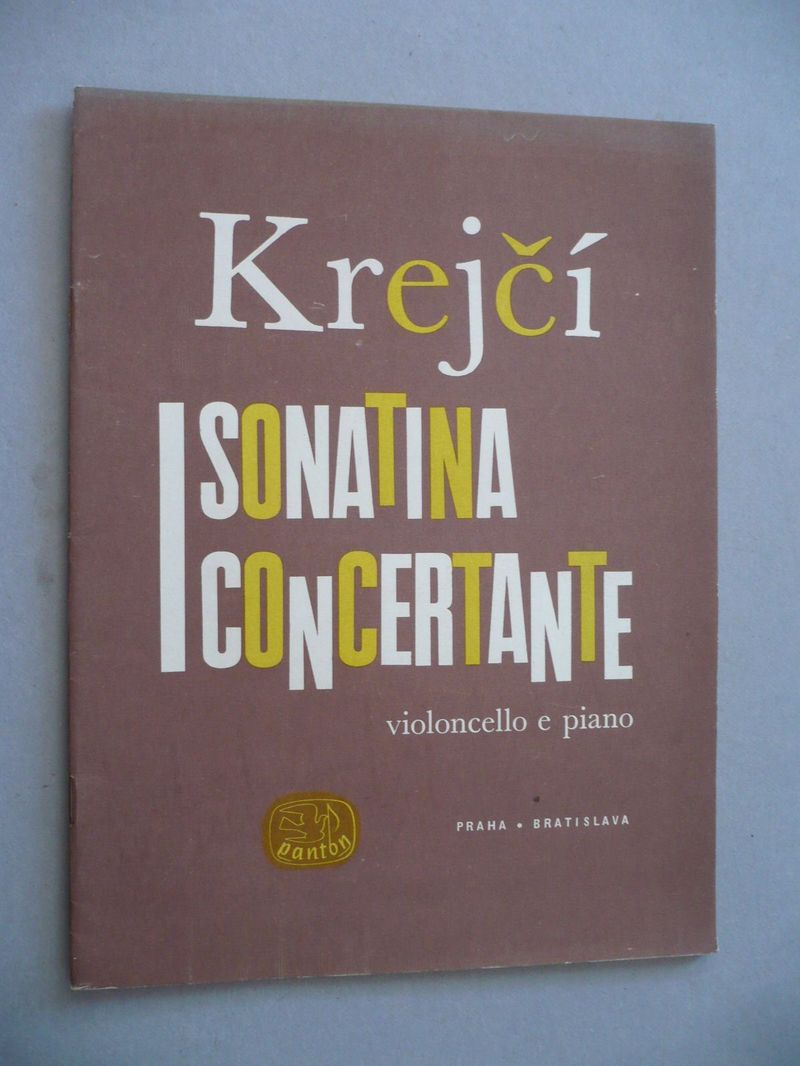 Krejčí
I SONATINA
CONCERTANTE
violoncello e piano
panton
PRAHA • BRATISLAVA